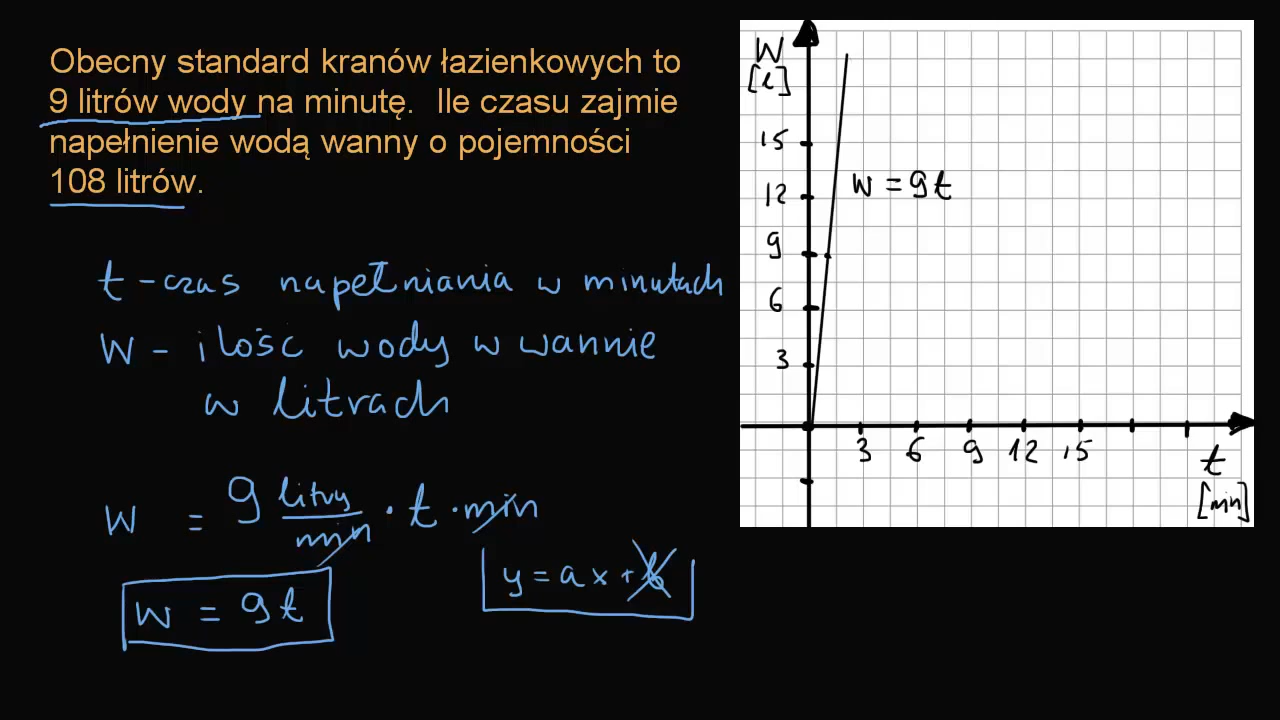 Obecny standard kranów łazienkowych to
9 litrów wody na minutę. Ile czasu zajmie
napełnienie wodą wanny o pojemności
108 litrów.
t - czas napełniania w minutach
W - ilość wody w wannie
w litrach
W = 9 litry/min · t · min
W = 9t
y = ax + b
W
[l]
15
12
9
6
3
W = 9t
3 6 9 12 15
t
[min]